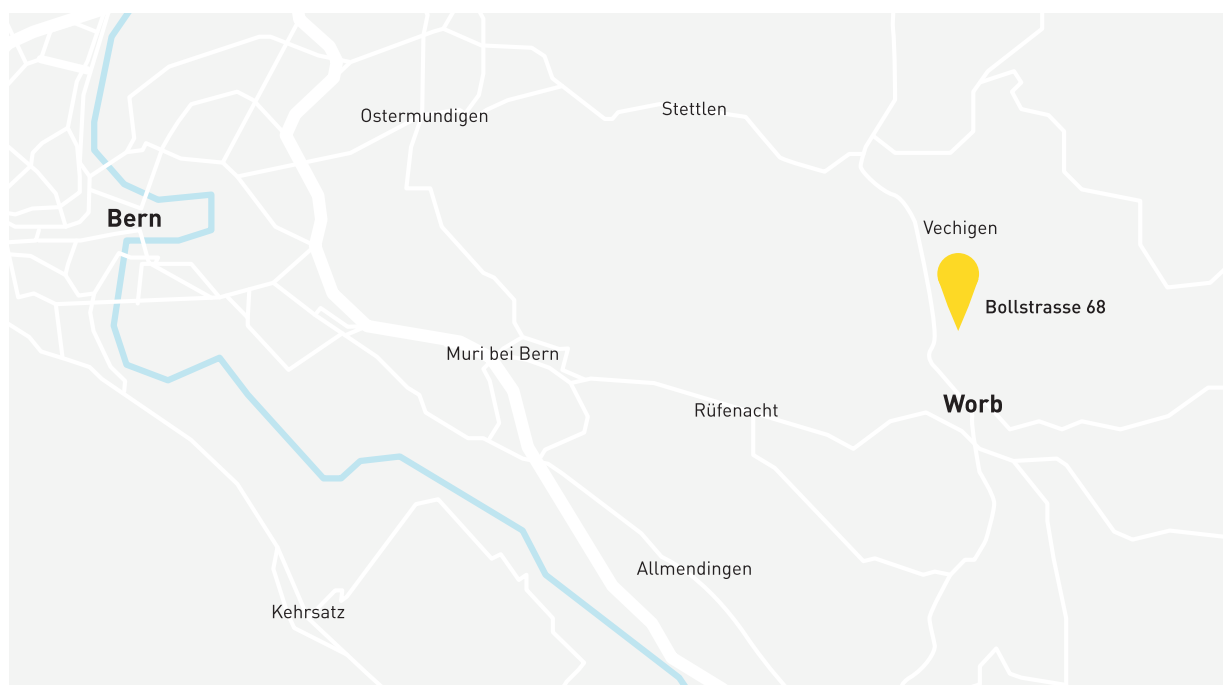 Ostermundigen
Stettlen
Bern
Vechigen
Bollstrasse 68
Muri bei Bern
Rüfenacht
Worb
Allmendingen
Kehrsatz